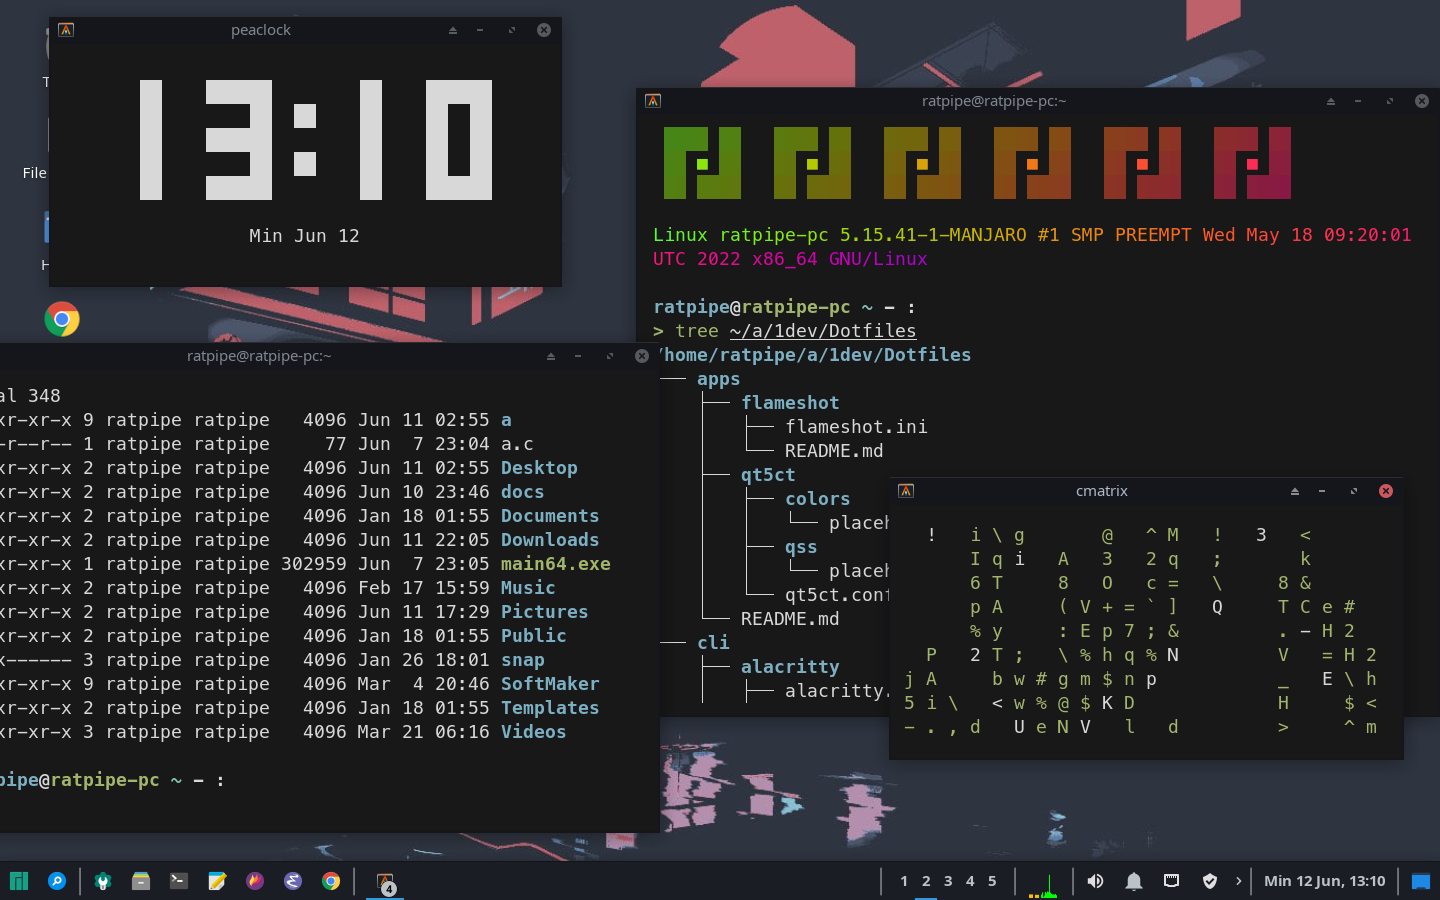 peaclock
13:10
Min Jun 12
File
ratpipe@ratpipe-pc:~
Linux ratpipe-pc 5.15.41-1-MANJARO #1 SMP PREEMPT Wed May 18 09:20:01
UTC 2022 x86_64 GNU/Linux
ratpipe@ratpipe-pc ~ – :
> tree ~/a/1dev/Dotfiles
/home/ratpipe/a/1dev/Dotfiles
├── apps
│   ├── flameshot
│   │   ├── flameshot.ini
│   │   └── README.md
│   ├── qt5ct
│   │   ├── colors
│   │   │   └── placeh
│   │   ├── qss
│   │   │   └── placeh
│   │   └── qt5ct.conf
│   └── README.md
├── cli
│   ├── alacritty
│   │   ├── alacritty.
ratpipe@ratpipe-pc:~
al 348
xr-xr-x 9 ratpipe ratpipe   4096 Jun 11 02:55 a
-r--r-- 1 ratpipe ratpipe     77 Jun  7 23:04 a.c
xr-xr-x 2 ratpipe ratpipe   4096 Jun 11 02:55 Desktop
xr-xr-x 2 ratpipe ratpipe   4096 Jun 10 23:46 docs
xr-xr-x 2 ratpipe ratpipe   4096 Jan 18 01:55 Documents
xr-xr-x 2 ratpipe ratpipe   4096 Jun 11 22:05 Downloads
xr-xr-x 1 ratpipe ratpipe 302959 Jun  7 23:05 main64.exe
xr-xr-x 2 ratpipe ratpipe   4096 Feb 17 15:59 Music
xr-xr-x 2 ratpipe ratpipe   4096 Jun 11 17:29 Pictures
xr-xr-x 2 ratpipe ratpipe   4096 Jan 18 01:55 Public
x------ 3 ratpipe ratpipe   4096 Jan 26 18:01 snap
xr-xr-x 9 ratpipe ratpipe   4096 Mar  4 20:46 SoftMaker
xr-xr-x 2 ratpipe ratpipe   4096 Jan 18 01:55 Templates
xr-xr-x 3 ratpipe ratpipe   4096 Mar 21 06:16 Videos
pipe@ratpipe-pc ~ – :
cmatrix
! i \ g @ ^ M ! 3 <
I q i A 3 2 q ; k
6 T 8 O c = \ 8 &
p A ( V + = ` ] Q T C e #
% y : E p 7 ; & . – H 2
P 2 T ; \ % h q % N V = H 2
j A b w # g m $ n p _ E \ h
5 i \ < w % @ $ K D H $ <
– . , d U e N V l d > ^ m
4
1 2 3 4 5
Min 12 Jun, 13:10